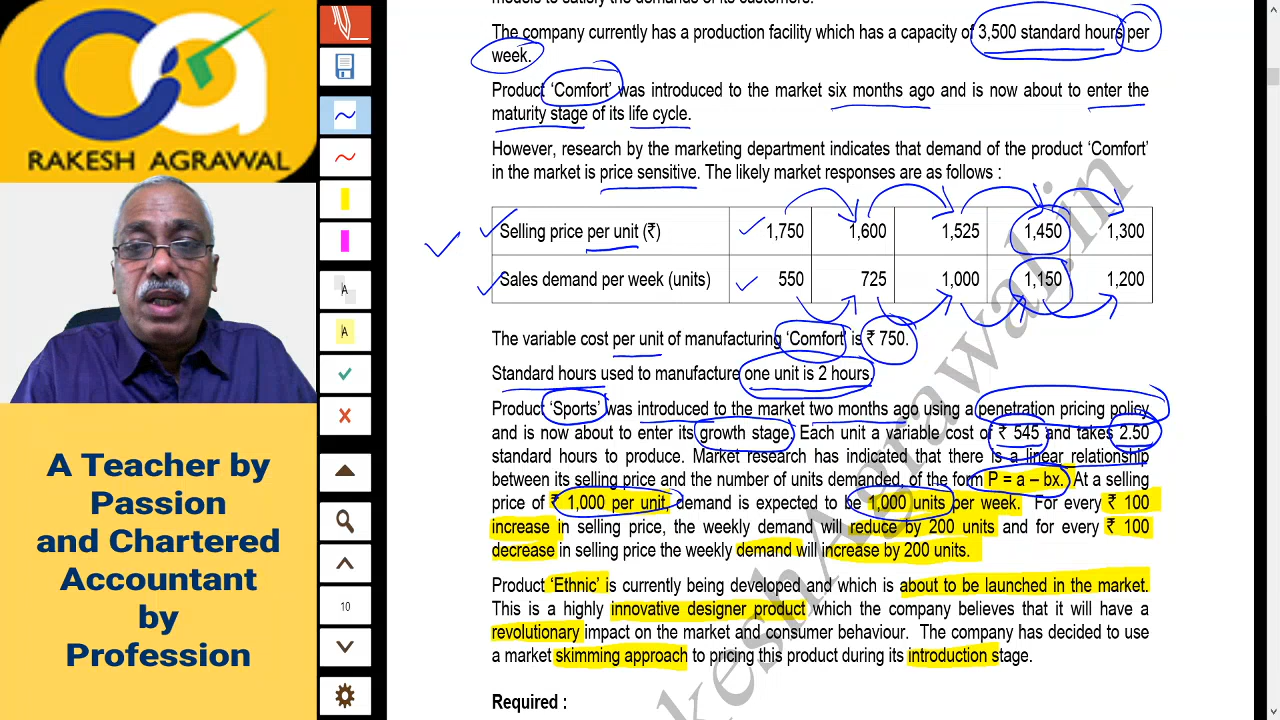 models to satisfy the demands of its customers.
The company currently has a production facility which has a capacity of 3,500 standard hours per
week.
Product ‘Comfort’ was introduced to the market six months ago and is now about to enter the
maturity stage of its life cycle.
However, research by the marketing department indicates that demand of the product ‘Comfort’
in the market is price sensitive. The likely market responses are as follows :
Selling price per unit (₹) 1,750 1,600 1,525 1,450 1,300
Sales demand per week (units) 550 725 1,000 1,150 1,200
The variable cost per unit of manufacturing ‘Comfort’ is ₹ 750.
Standard hours used to manufacture one unit is 2 hours.
Product ‘Sports’ was introduced to the market two months ago using a penetration pricing policy
and is now about to enter its growth stage. Each unit a variable cost of ₹ 545 and takes 2.50
standard hours to produce. Market research has indicated that there is a linear relationship
between its selling price and the number of units demanded, of the form P = a – bx. At a selling
price of ₹ 1,000 per unit demand is expected to be 1,000 units per week. For every ₹ 100
increase in selling price, the weekly demand will reduce by 200 units and for every ₹ 100
decrease in selling price the weekly demand will increase by 200 units.
Product ‘Ethnic’ is currently being developed and which is about to be launched in the market.
This is a highly innovative designer product which the company believes that it will have a
revolutionary impact on the market and consumer behaviour. The company has decided to use
a market skimming approach to pricing this product during its introduction stage.
Required :
ca
RAKESH AGRAWAL
A Teacher by
Passion
and Chartered
Accountant
by
Profession
A
A
10
RakeshAgrawal.in